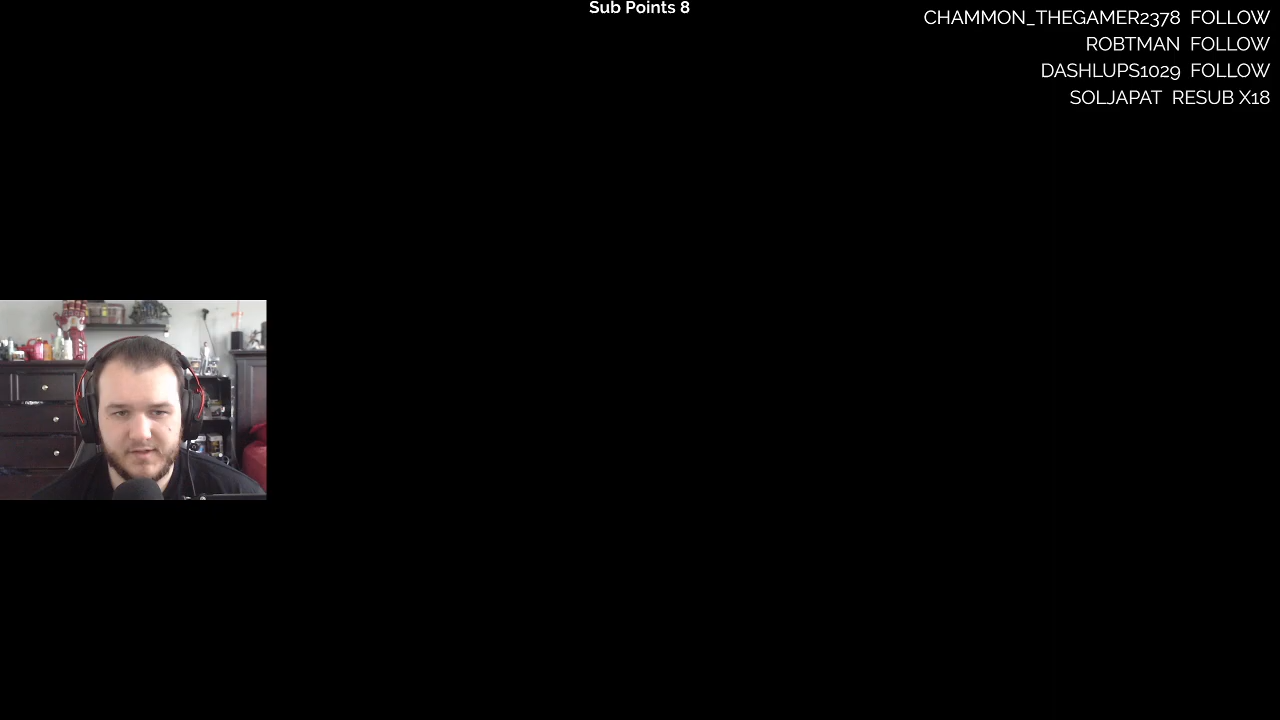 Sub Points 8
CHAMMON_THEGAMER2378 FOLLOW
ROBTMAN FOLLOW
DASHLUPS1029 FOLLOW
SOLJAPAT RESUB X18